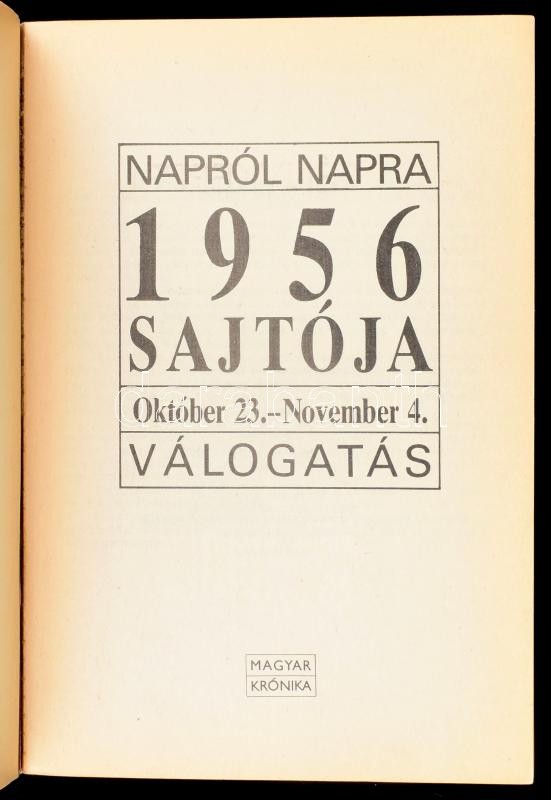 NAPRÓL NAPRA
1956
SAJTÓJA
Október 23.--November 4.
VÁLOGATÁS
MAGYAR
KRÓNIKA